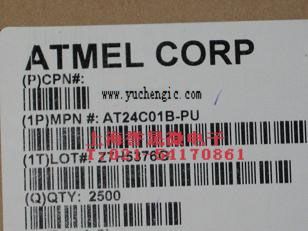 ATMEL CORP
(P)CPN#:
www.yuchengic.com
(1P)MPN #: AT24C01B-PU
(1T)LOT#:
(Q)QTY: 2500